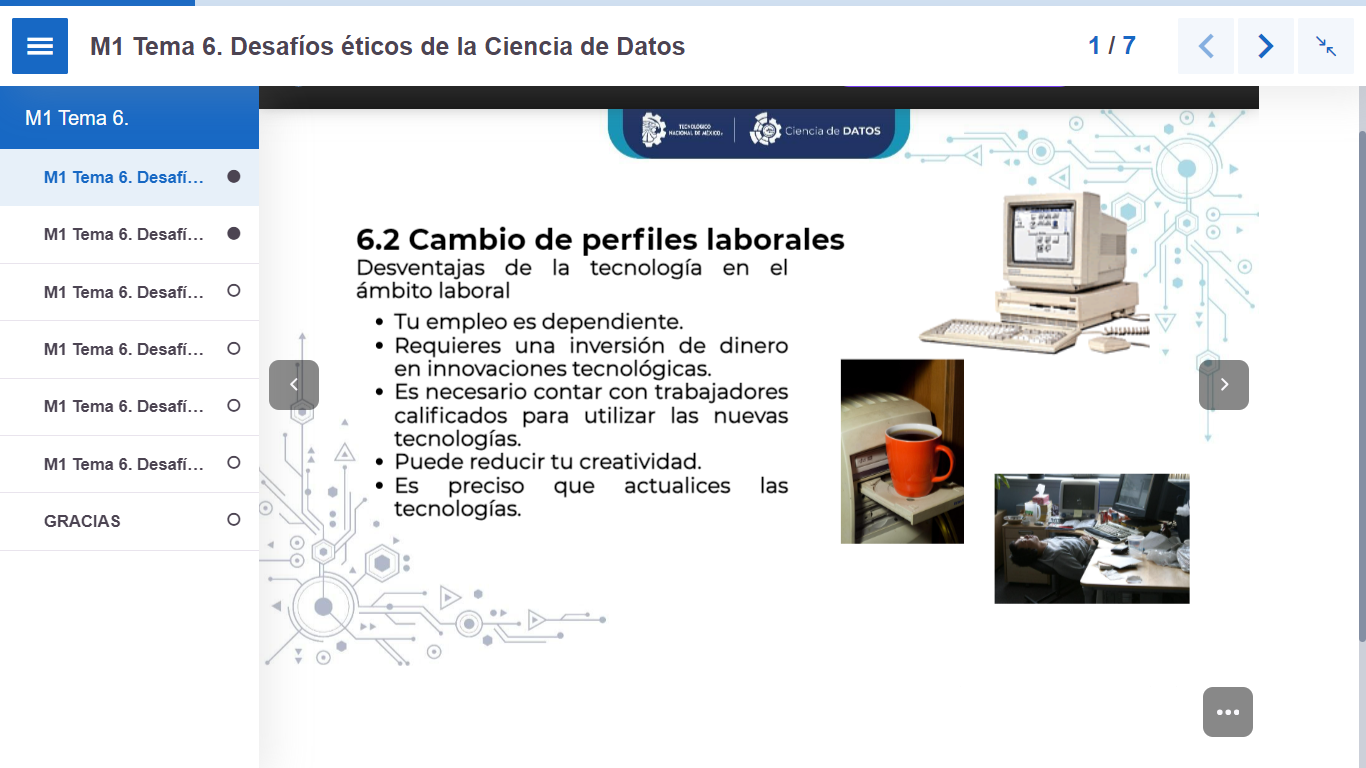 M1 Tema 6. Desafíos éticos de la Ciencia de Datos
1 / 7
M1 Tema 6.
M1 Tema 6. Desafí...
M1 Tema 6. Desafí...
M1 Tema 6. Desafí...
M1 Tema 6. Desafí...
M1 Tema 6. Desafí...
M1 Tema 6. Desafí...
GRACIAS
TECNOLÓGICO
NACIONAL DE MÉXICO
Ciencia de DATOS
6.2 Cambio de perfiles laborales
Desventajas de la tecnología en el
ámbito laboral
• Tu empleo es dependiente.
• Requieres una inversión de dinero
en innovaciones tecnológicas.
• Es necesario contar con trabajadores
calificados para utilizar las nuevas
tecnologías.
• Puede reducir tu creatividad.
• Es preciso que actualices las
tecnologías.